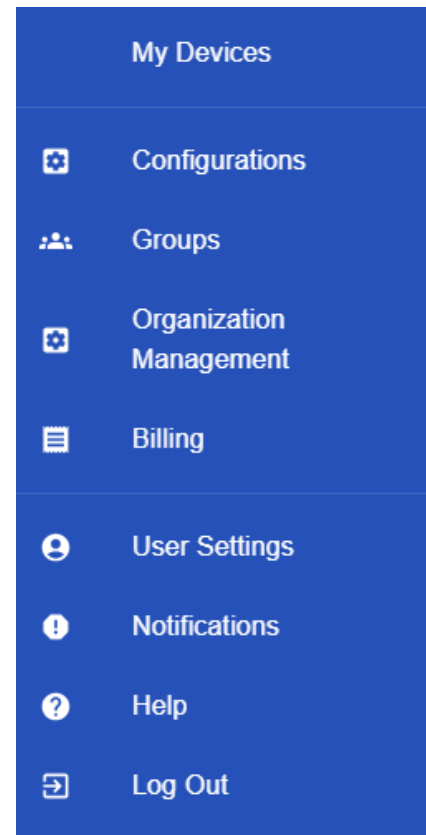 My Devices
Configurations
Groups
Organization
Management
Billing
User Settings
Notifications
Help
Log Out